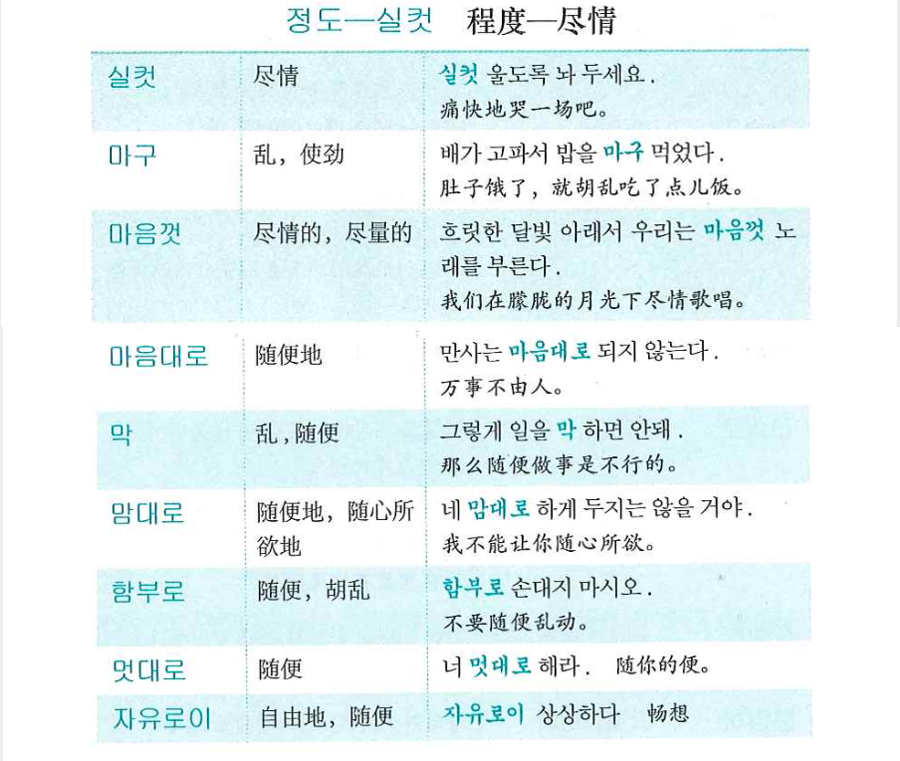 정도—실컷 程度—尽情
실컷 尽情 실컷 울도록 놔 두세요.
痛快地哭一场吧。
마구 乱，使劲 배가 고파서 밥을 마구 먹었다.
肚子饿了，就胡乱吃了点儿饭。
마음껏 尽情的，尽量的 흐릿한 달빛 아래서 우리는 마음껏 노
래를 부른다.
我们在朦胧的月光下尽情歌唱。
마음대로 随便地 만사는 마음대로 되지 않는다.
万事不由人。
막 乱,随便 그렇게 일을 막 하면 안돼.
那么随便做事是不行的。
맘대로 随便地，随心所 네 맘대로 하게 두지는 않을 거야.
欲地 我不能让你随心所欲。
함부로 随便，胡乱 함부로 손대지 마시오.
不要随便乱动。
멋대로 随便 너 멋대로 해라. 随你的便。
자유로이 自由地，随便 자유로이 상상하다 畅想